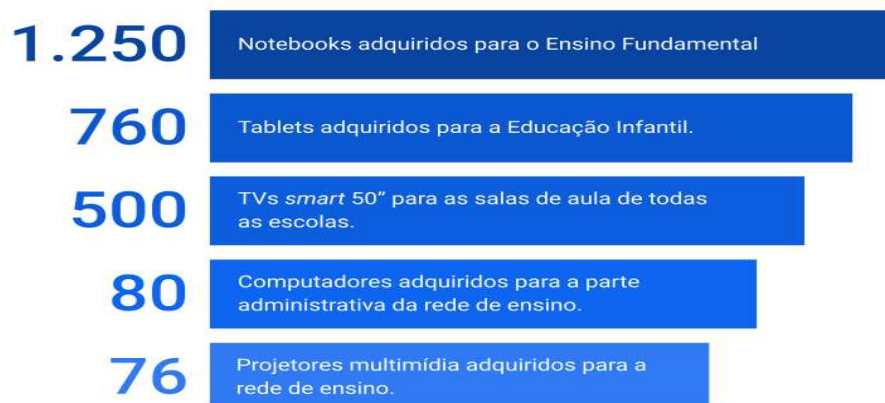 1.250
Notebooks adquiridos para o Ensino Fundamental
760
Tablets adquiridos para a Educação Infantil.
500
TVs smart 50” para as salas de aula de todas
as escolas.
80
Computadores adquiridos para a parte
administrativa da rede de ensino.
76
Projetores multimídia adquiridos para a
rede de ensino.